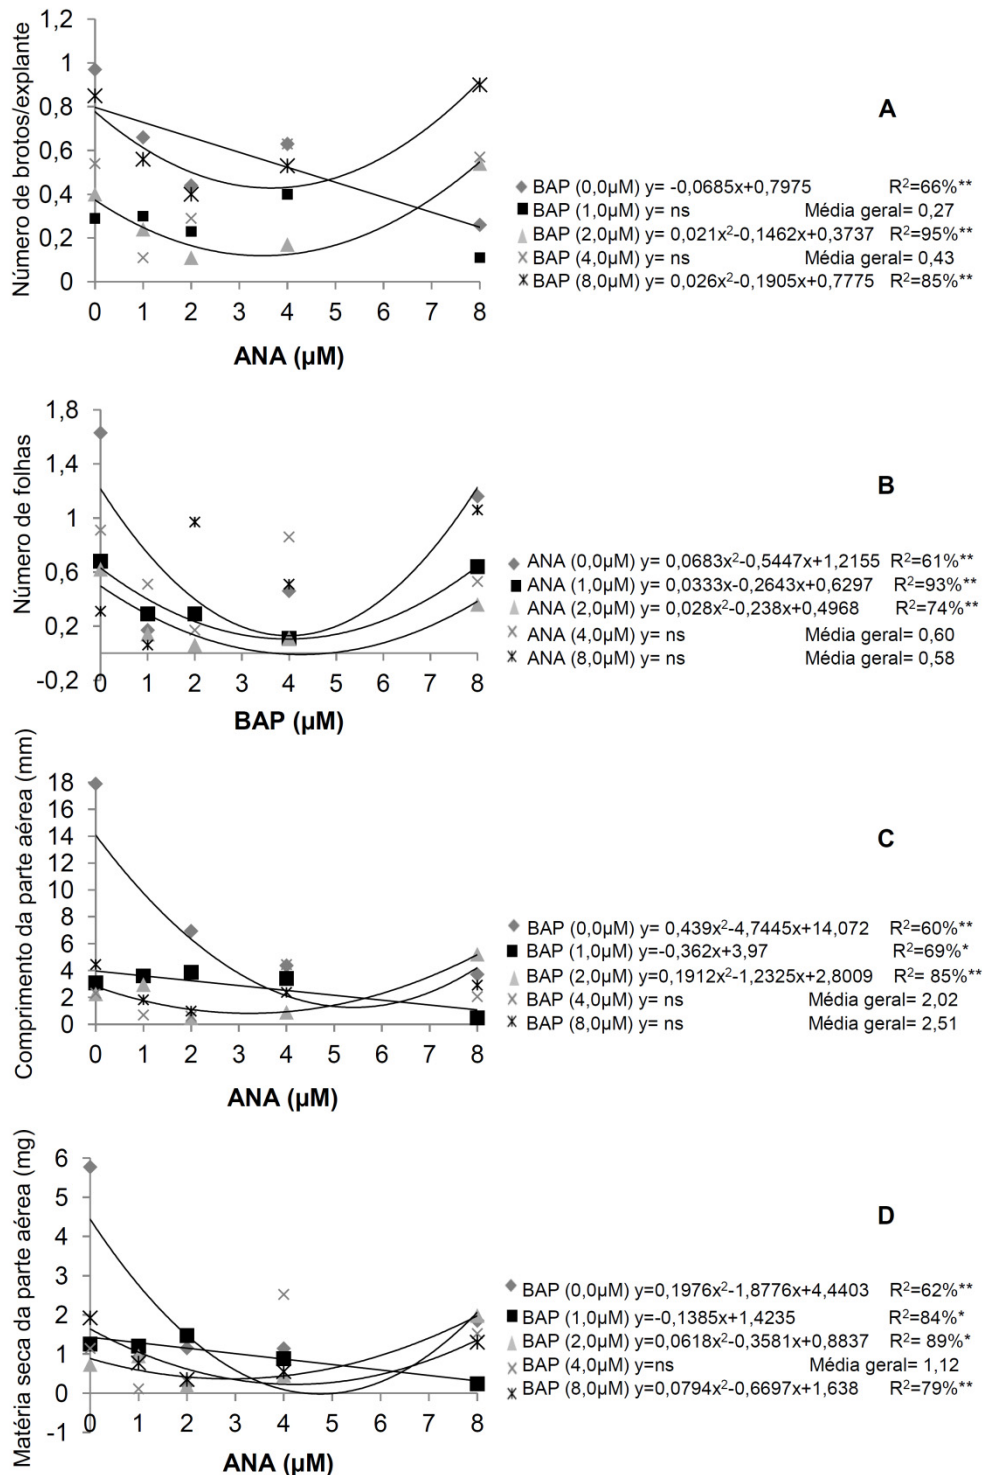 Número de brotos/explante
1,2
1
0,8
0,6
0,4
0,2
0
0 1 2 3 4 5 6 7 8
ANA (µM)
A
BAP (0,0µM) y= -0,0685x+0,7975 R²=66%**
BAP (1,0µM) y= ns Média geral= 0,27
BAP (2,0µM) y= 0,021x²-0,1462x+0,3737 R²=95%**
BAP (4,0µM) y= ns Média geral= 0,43
BAP (8,0µM) y= 0,026x²-0,1905x+0,7775 R²=85%**
Número de folhas
1,8
1,4
1
0,6
0,2
-0,2
0 1 2 3 4 5 6 7 8
BAP (µM)
B
ANA (0,0µM) y= 0,0683x²-0,5447x+1,2155 R²=61%**
ANA (1,0µM) y= 0,0333x-0,2643x+0,6297 R²=93%**
ANA (2,0µM) y= 0,028x²-0,238x+0,4968 R²=74%**
ANA (4,0µM) y= ns Média geral= 0,60
ANA (8,0µM) y= ns Média geral= 0,58
Comprimento da parte aérea (mm)
18
16
14
12
10
8
6
4
2
0
0 1 2 3 4 5 6 7 8
ANA (µM)
C
BAP (0,0µM) y= 0,439x²-4,7445x+14,072 R²=60%**
BAP (1,0µM) y=-0,362x+3,97 R²=69%*
BAP (2,0µM) y=0,1912x²-1,2325x+2,8009 R²= 85%**
BAP (4,0µM) y= ns Média geral= 2,02
BAP (8,0µM) y= ns Média geral= 2,51
Matéria seca da parte aérea (mg)
6
5
4
3
2
1
0
-1
0 1 2 3 4 5 6 7 8
ANA (µM)
D
BAP (0,0µM) y=0,1976x²-1,8776x+4,4403 R²=62%**
BAP (1,0µM) y=-0,1385x+1,4235 R²=84%*
BAP (2,0µM) y=0,0618x²-0,3581x+0,8837 R²= 89%*
BAP (4,0µM) y=ns Média geral= 1,12
BAP (8,0µM) y=0,0794x²-0,6697x+1,638 R²=79%**